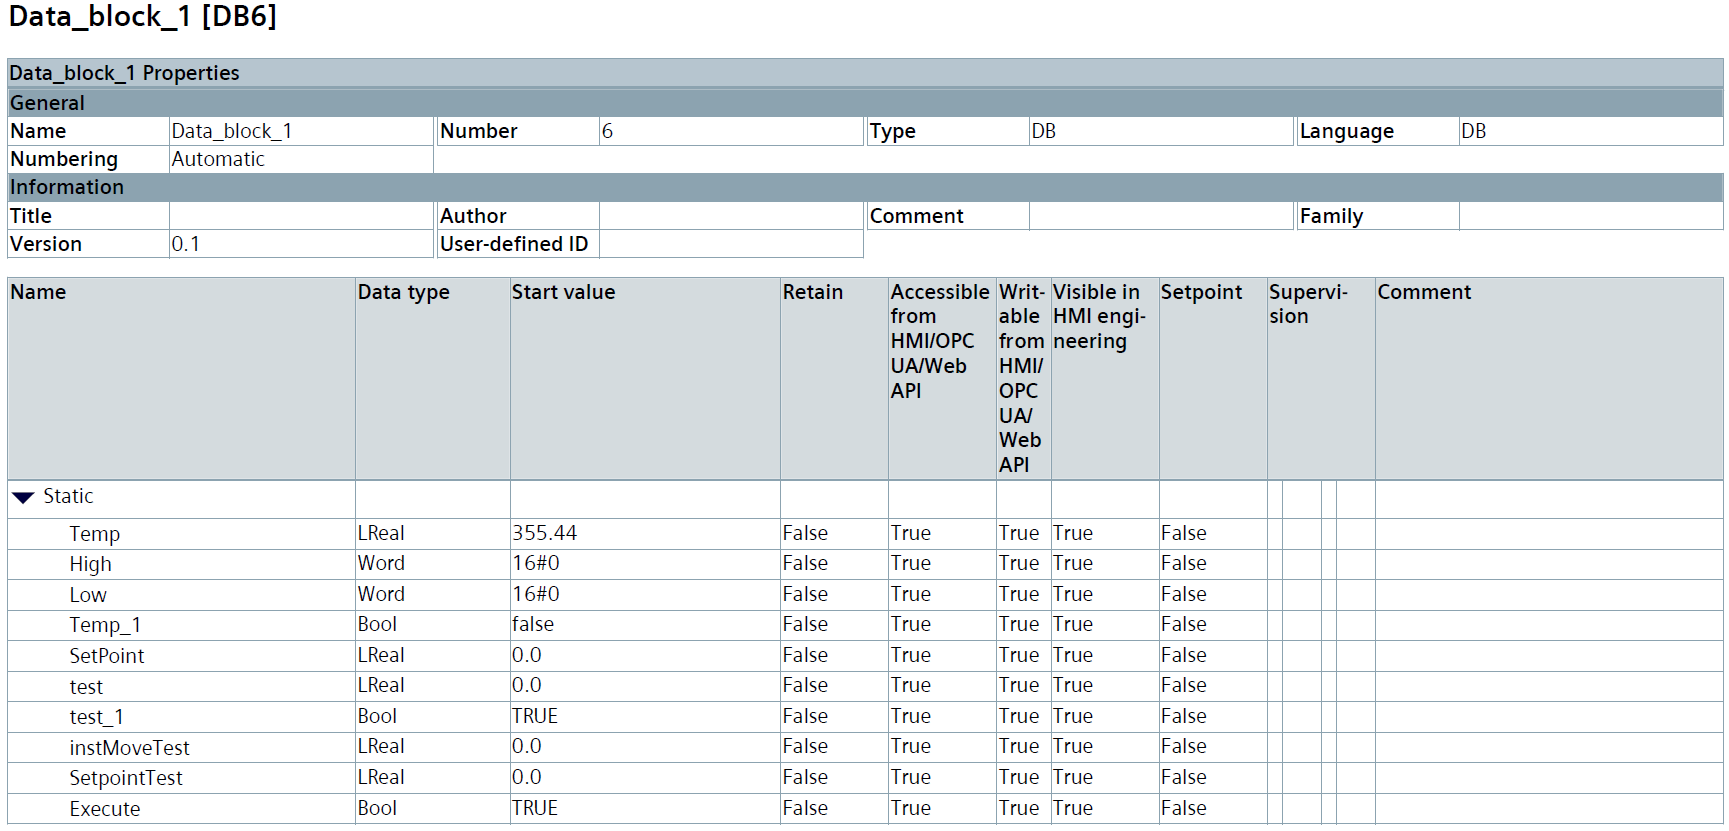 Data_block_1 [DB6]
Data_block_1 Properties
General
Name Data_block_1 Number 6 Type DB Language DB
Numbering Automatic
Information
Title Author Comment Family
Version 0.1 User-defined ID
Name Data type Start value Retain Accessible from HMI/OPC UA/Web API Writ-able from HMI/OPC UA/Web API Visible in HMI engi-neering Setpoint Supervi-sion Comment
Static
Temp LReal 355.44 False True True True False
High Word 16#0 False True True True False
Low Word 16#0 False True True True False
Temp_1 Bool false False True True True False
SetPoint LReal 0.0 False True True True False
test LReal 0.0 False True True True False
test_1 Bool TRUE False True True True False
instMoveTest LReal 0.0 False True True True False
SetpointTest LReal 0.0 False True True True False
Execute Bool TRUE False True True True False